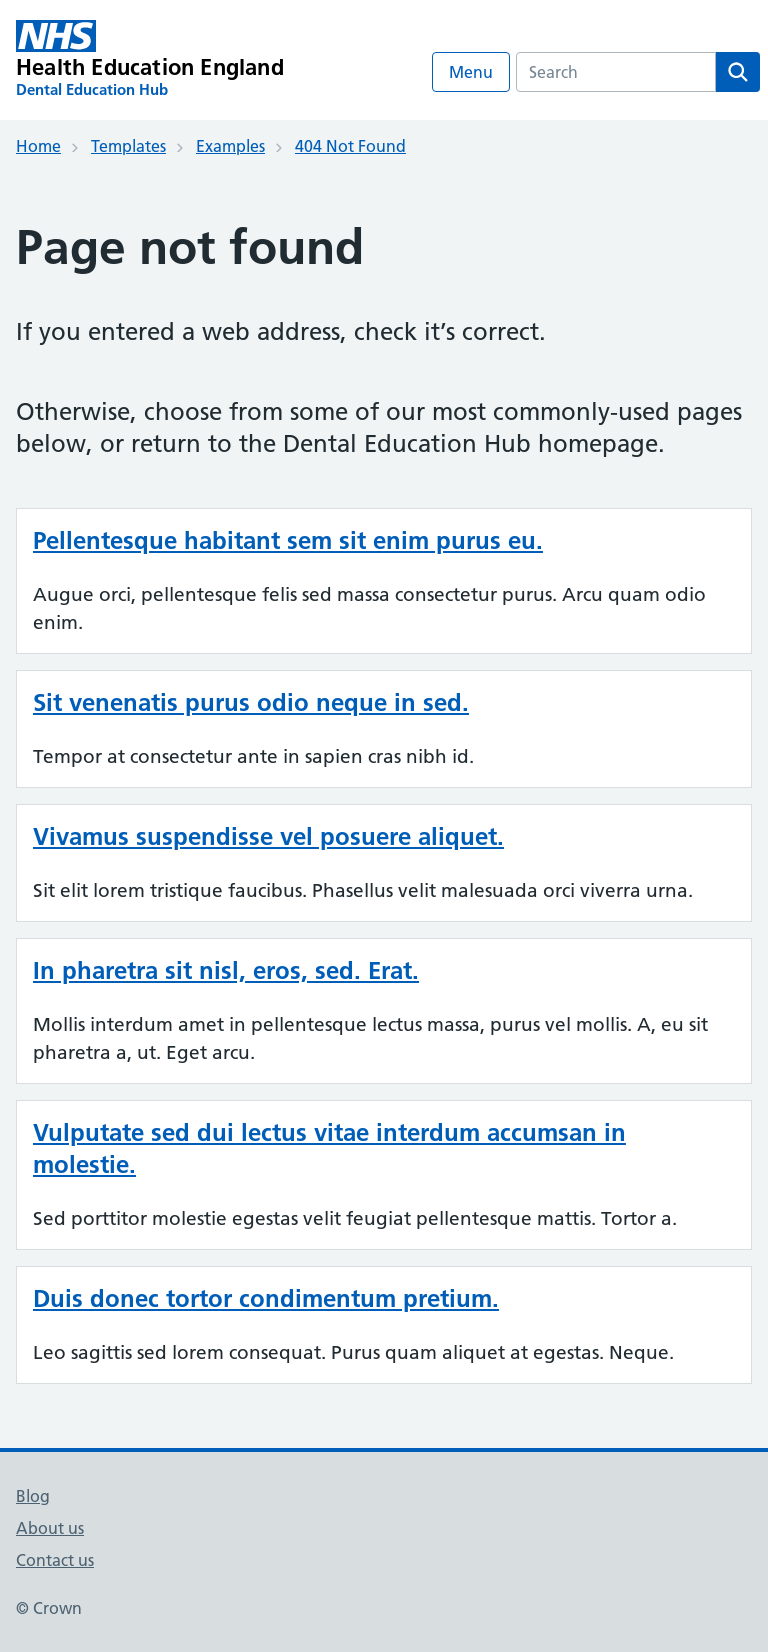 NHS
Health Education England
Dental Education Hub
Menu
Search
Home
Templates
Examples
404 Not Found
Page not found
If you entered a web address, check it’s correct.
Otherwise, choose from some of our most commonly-used pages
below, or return to the Dental Education Hub homepage.
Pellentesque habitant sem sit enim purus eu.
Augue orci, pellentesque felis sed massa consectetur purus. Arcu quam odio
enim.
Sit venenatis purus odio neque in sed.
Tempor at consectetur ante in sapien cras nibh id.
Vivamus suspendisse vel posuere aliquet.
Sit elit lorem tristique faucibus. Phasellus velit malesuada orci viverra urna.
In pharetra sit nisl, eros, sed. Erat.
Mollis interdum amet in pellentesque lectus massa, purus vel mollis. A, eu sit
pharetra a, ut. Eget arcu.
Vulputate sed dui lectus vitae interdum accumsan in
molestie.
Sed porttitor molestie egestas velit feugiat pellentesque mattis. Tortor a.
Duis donec tortor condimentum pretium.
Leo sagittis sed lorem consequat. Purus quam aliquet at egestas. Neque.
Blog
About us
Contact us
© Crown